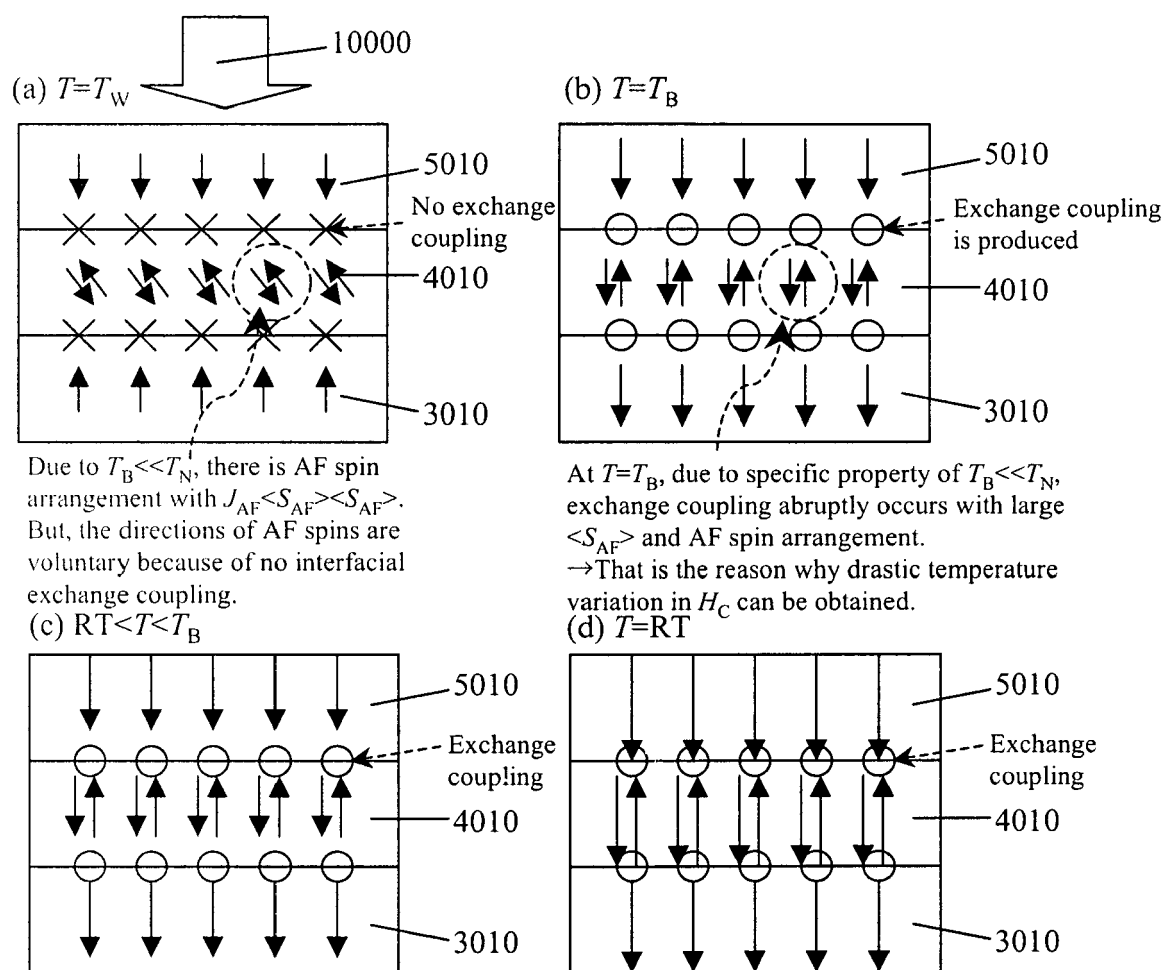 10000
(a) T=T_W
5010
No exchange
coupling
4010
3010
Due to T_B<<T_N, there is AF spin
arrangement with J_AF<S_AF><S_AF>.
But, the directions of AF spins are
voluntary because of no interfacial
exchange coupling.
(b) T=T_B
5010
Exchange coupling
is produced
4010
3010
At T=T_B, due to specific property of T_B<<T_N,
exchange coupling abruptly occurs with large
<S_AF> and AF spin arrangement.
→That is the reason why drastic temperature
variation in H_C can be obtained.
(c) RT<T<T_B
5010
Exchange
coupling
4010
3010
(d) T=RT
5010
Exchange
coupling
4010
3010